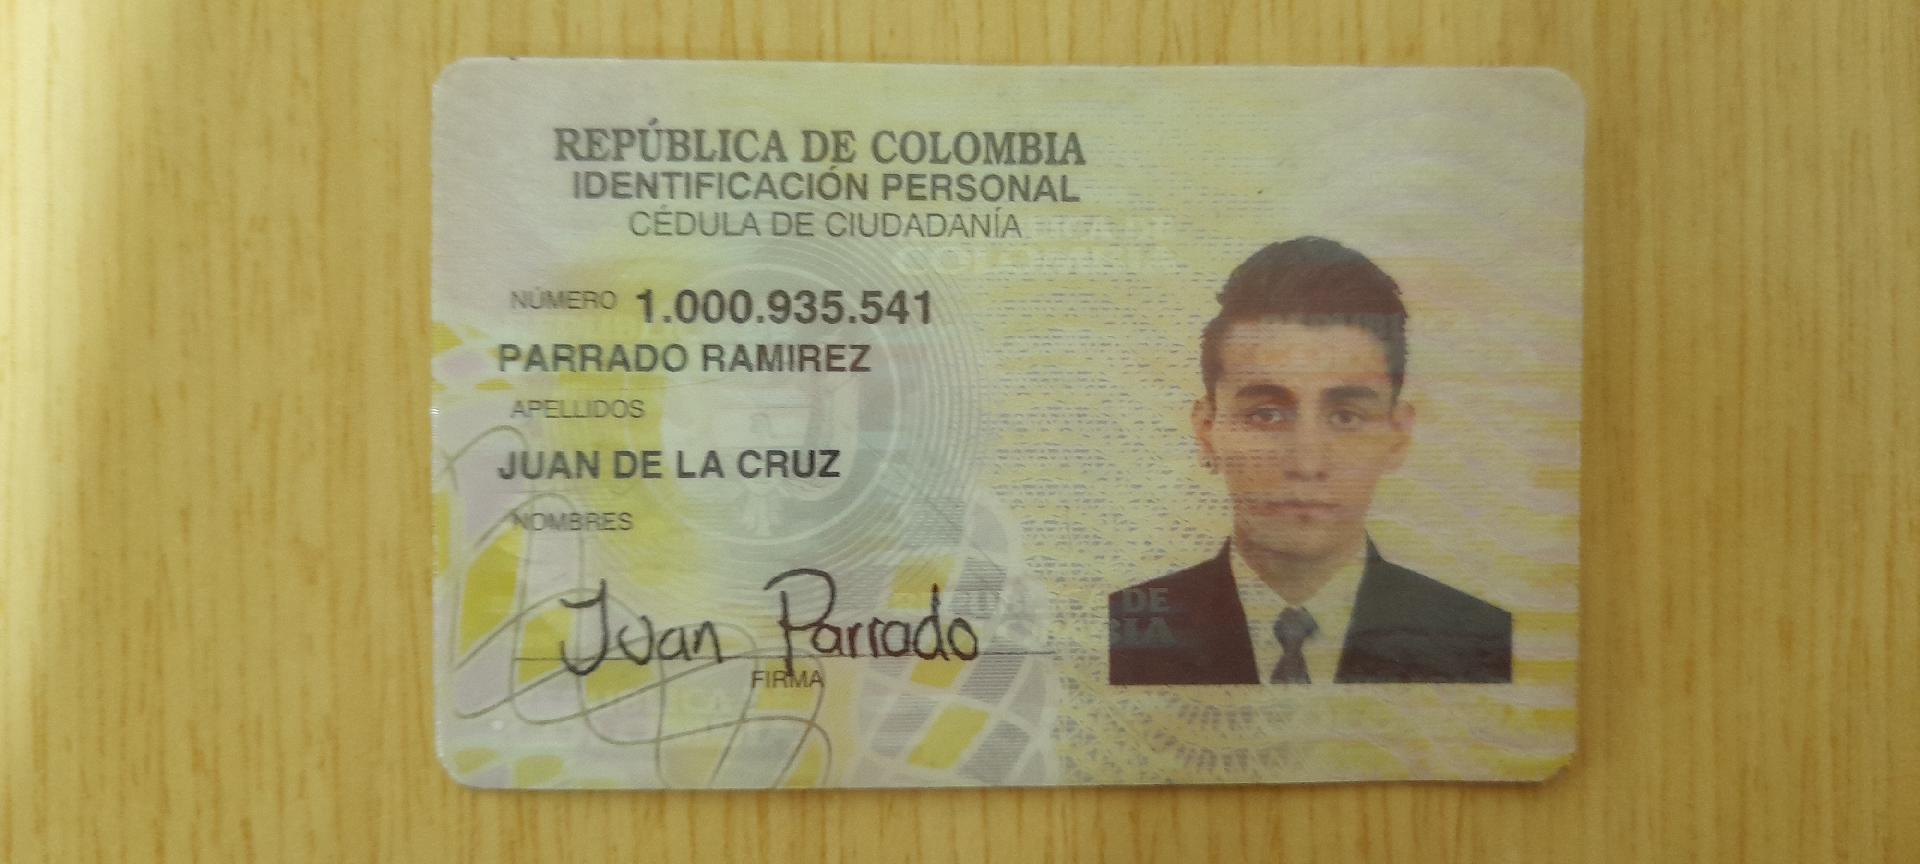 REPÚBLICA DE COLOMBIA
IDENTIFICACIÓN PERSONAL
CÉDULA DE CIUDADANÍA
NÚMERO 1.000.935.541
PARRADO RAMIREZ
APELLIDOS
JUAN DE LA CRUZ
NOMBRES
Juan Parrado
FIRMA